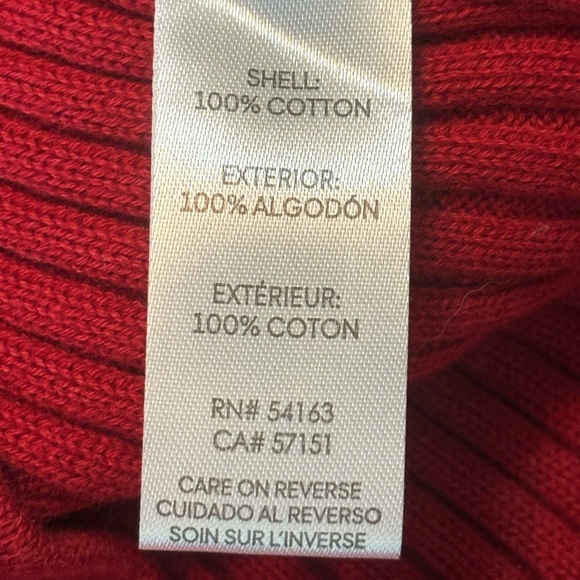 SHELL:
100% COTTON
EXTERIOR:
100% ALGODÓN
EXTÉRIEUR:
100% COTON
RN# 54163
CA# 57151
CARE ON REVERSE
CUIDADO AL REVERSO
SOIN SUR L'INVERSE